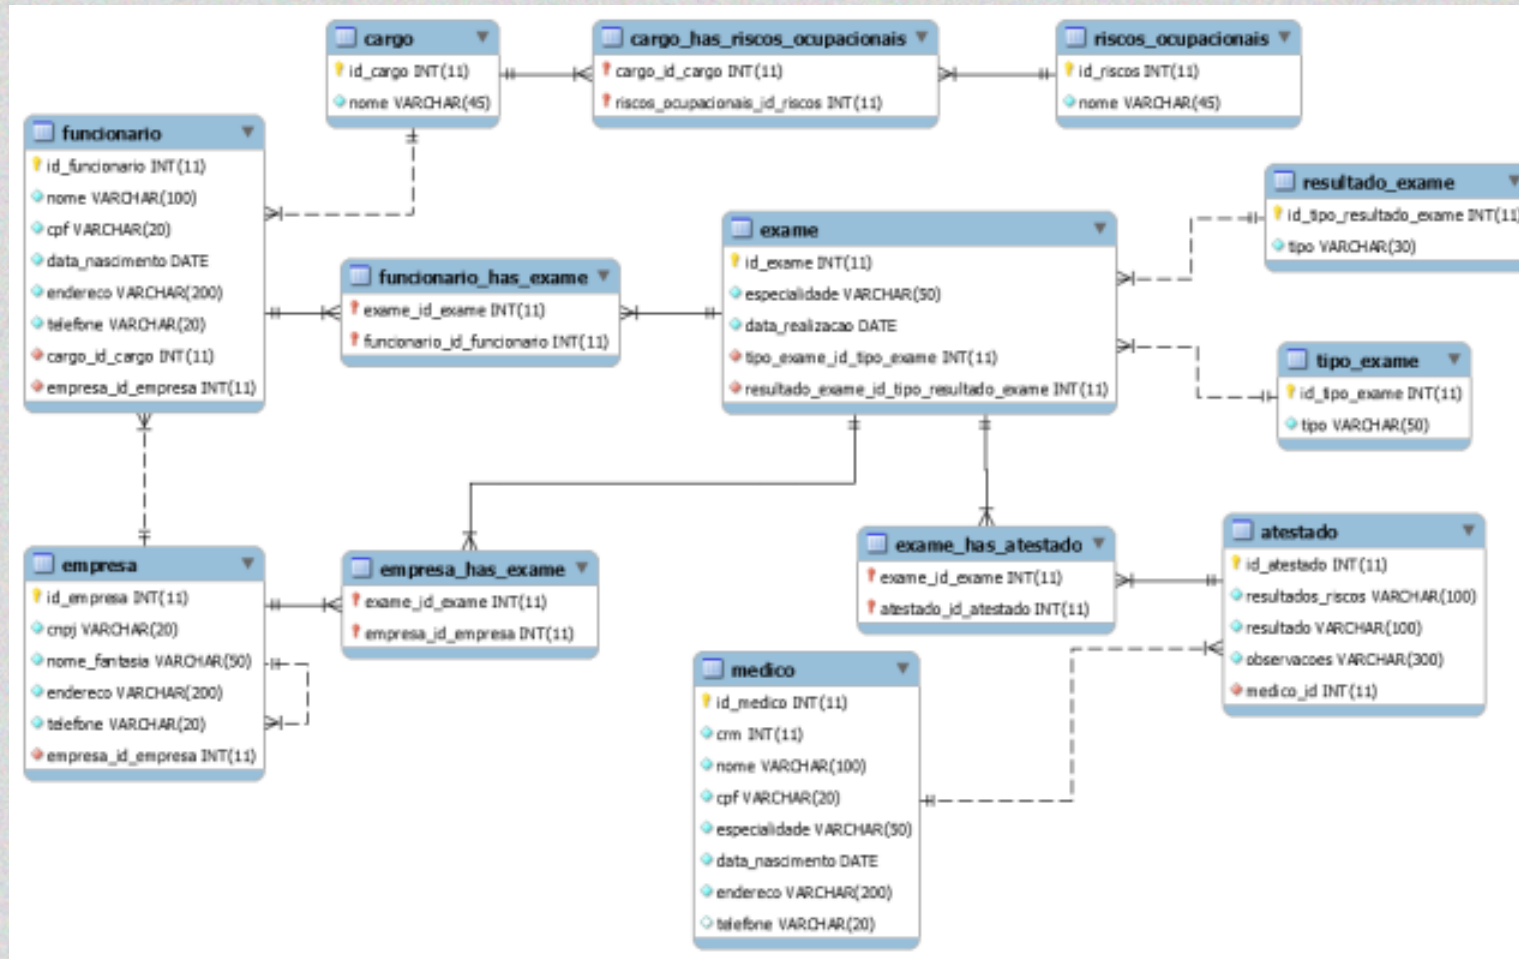 cargo
id_cargo INT(11)
nome VARCHAR(45)
cargo_has_riscos_ocupacionais
cargo_id_cargo INT(11)
riscos_ocupacionais_id_riscos INT(11)
riscos_ocupacionais
id_riscos INT(11)
nome VARCHAR(45)
funcionario
id_funcionario INT(11)
nome VARCHAR(100)
cpf VARCHAR(20)
data_nascimento DATE
endereco VARCHAR(200)
telefone VARCHAR(20)
cargo_id_cargo INT(11)
empresa_id_empresa INT(11)
funcionario_has_exame
exame_id_exame INT(11)
funcionario_id_funcionario INT(11)
exame
id_exame INT(11)
especialidade VARCHAR(50)
data_realizacao DATE
tipo_exame_id_tipo_exame INT(11)
resultado_exame_id_tipo_resultado_exame INT(11)
resultado_exame
id_tipo_resultado_exame INT(11)
tipo VARCHAR(30)
tipo_exame
id_tipo_exame INT(11)
tipo VARCHAR(50)
empresa
id_empresa INT(11)
cnpj VARCHAR(20)
nome_fantasia VARCHAR(50)
endereco VARCHAR(200)
telefone VARCHAR(20)
empresa_id_empresa INT(11)
empresa_has_exame
exame_id_exame INT(11)
empresa_id_empresa INT(11)
exame_has_atestado
exame_id_exame INT(11)
atestado_id_atestado INT(11)
atestado
id_atestado INT(11)
resultados_riscos VARCHAR(100)
resultado VARCHAR(100)
observacoes VARCHAR(300)
medico_id INT(11)
medico
id_medico INT(11)
crm INT(11)
nome VARCHAR(100)
cpf VARCHAR(20)
especialidade VARCHAR(50)
data_nascimento DATE
endereco VARCHAR(200)
telefone VARCHAR(20)